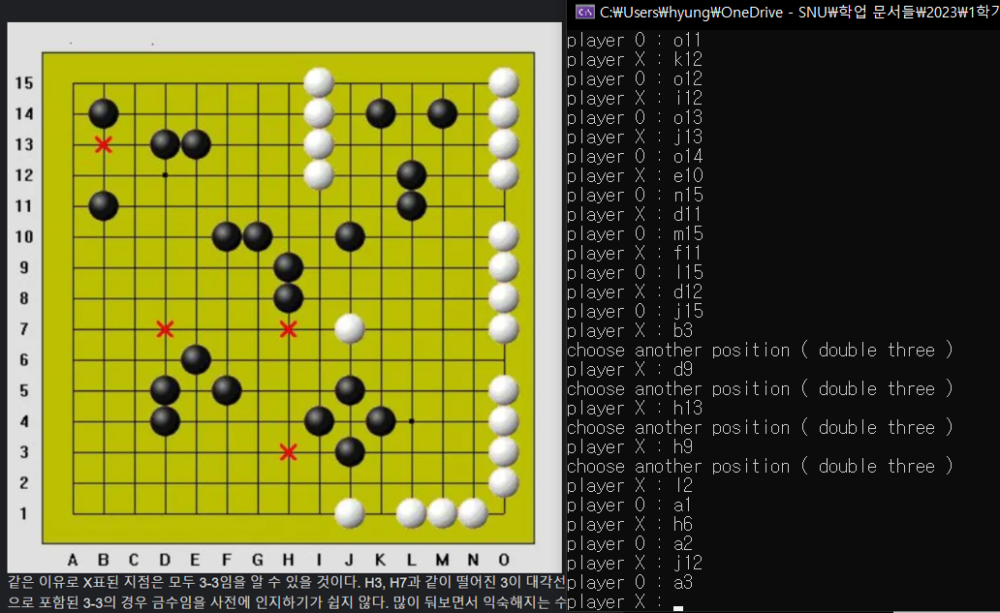 C:\Users\hyung\OneDrive - SNU\학업 문서들\2023\1학기
15
14
13
12
11
10
9
8
7
6
5
4
3
2
1
A B C D E F G H I J K L M N O
같은 이유로 X표된 지점은 모두 3-3임을 알 수 있을 것이다. H3, H7과 같이 떨어진 3이 대각선
으로 포함된 3-3의 경우 금수임을 사전에 인지하기가 쉽지 않다. 많이 둬보면서 익숙해지는 수
player O : o11
player X : k12
player O : o12
player X : i12
player O : o13
player X : j13
player O : o14
player X : e10
player O : n15
player X : d11
player O : m15
player X : f11
player O : l15
player X : d12
player O : j15
player X : b3
choose another position ( double three )
player X : d9
choose another position ( double three )
player X : h13
choose another position ( double three )
player X : h9
choose another position ( double three )
player X : l2
player O : a1
player X : h6
player O : a2
player X : j12
player O : a3
player X :